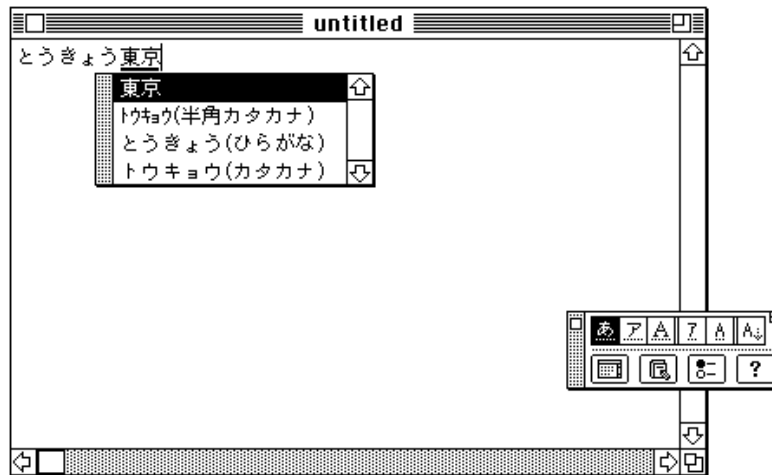 untitled
とうきょう東京
東京
ﾄｳｷｮｳ(半角カタカナ)
とうきょう(ひらがな)
トウキョウ(カタカナ)
あ ア A ｱ A A
?